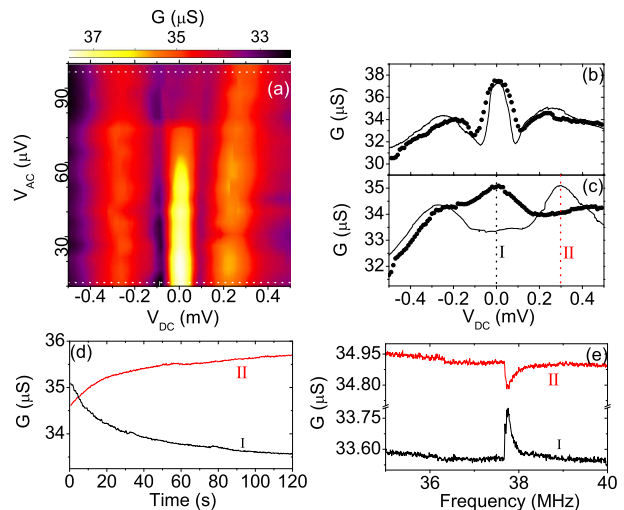 G (µS)
37 35 33
(a)
V_AC (µV)
90
60
30
-0.4 -0.2 0.0 0.2 0.4
V_DC (mV)
(b)
G (µS)
38
36
34
32
30
(c)
G (µS)
35
34
33
32
I
II
-0.4 -0.2 0.0 0.2 0.4
V_DC (mV)
(d)
G (µS)
36
35
34
II
I
0 20 40 60 80 100 120
Time (s)
(e)
G (µS)
34.95
34.80
33.75
33.60
II
I
36 38 40
Frequency (MHz)